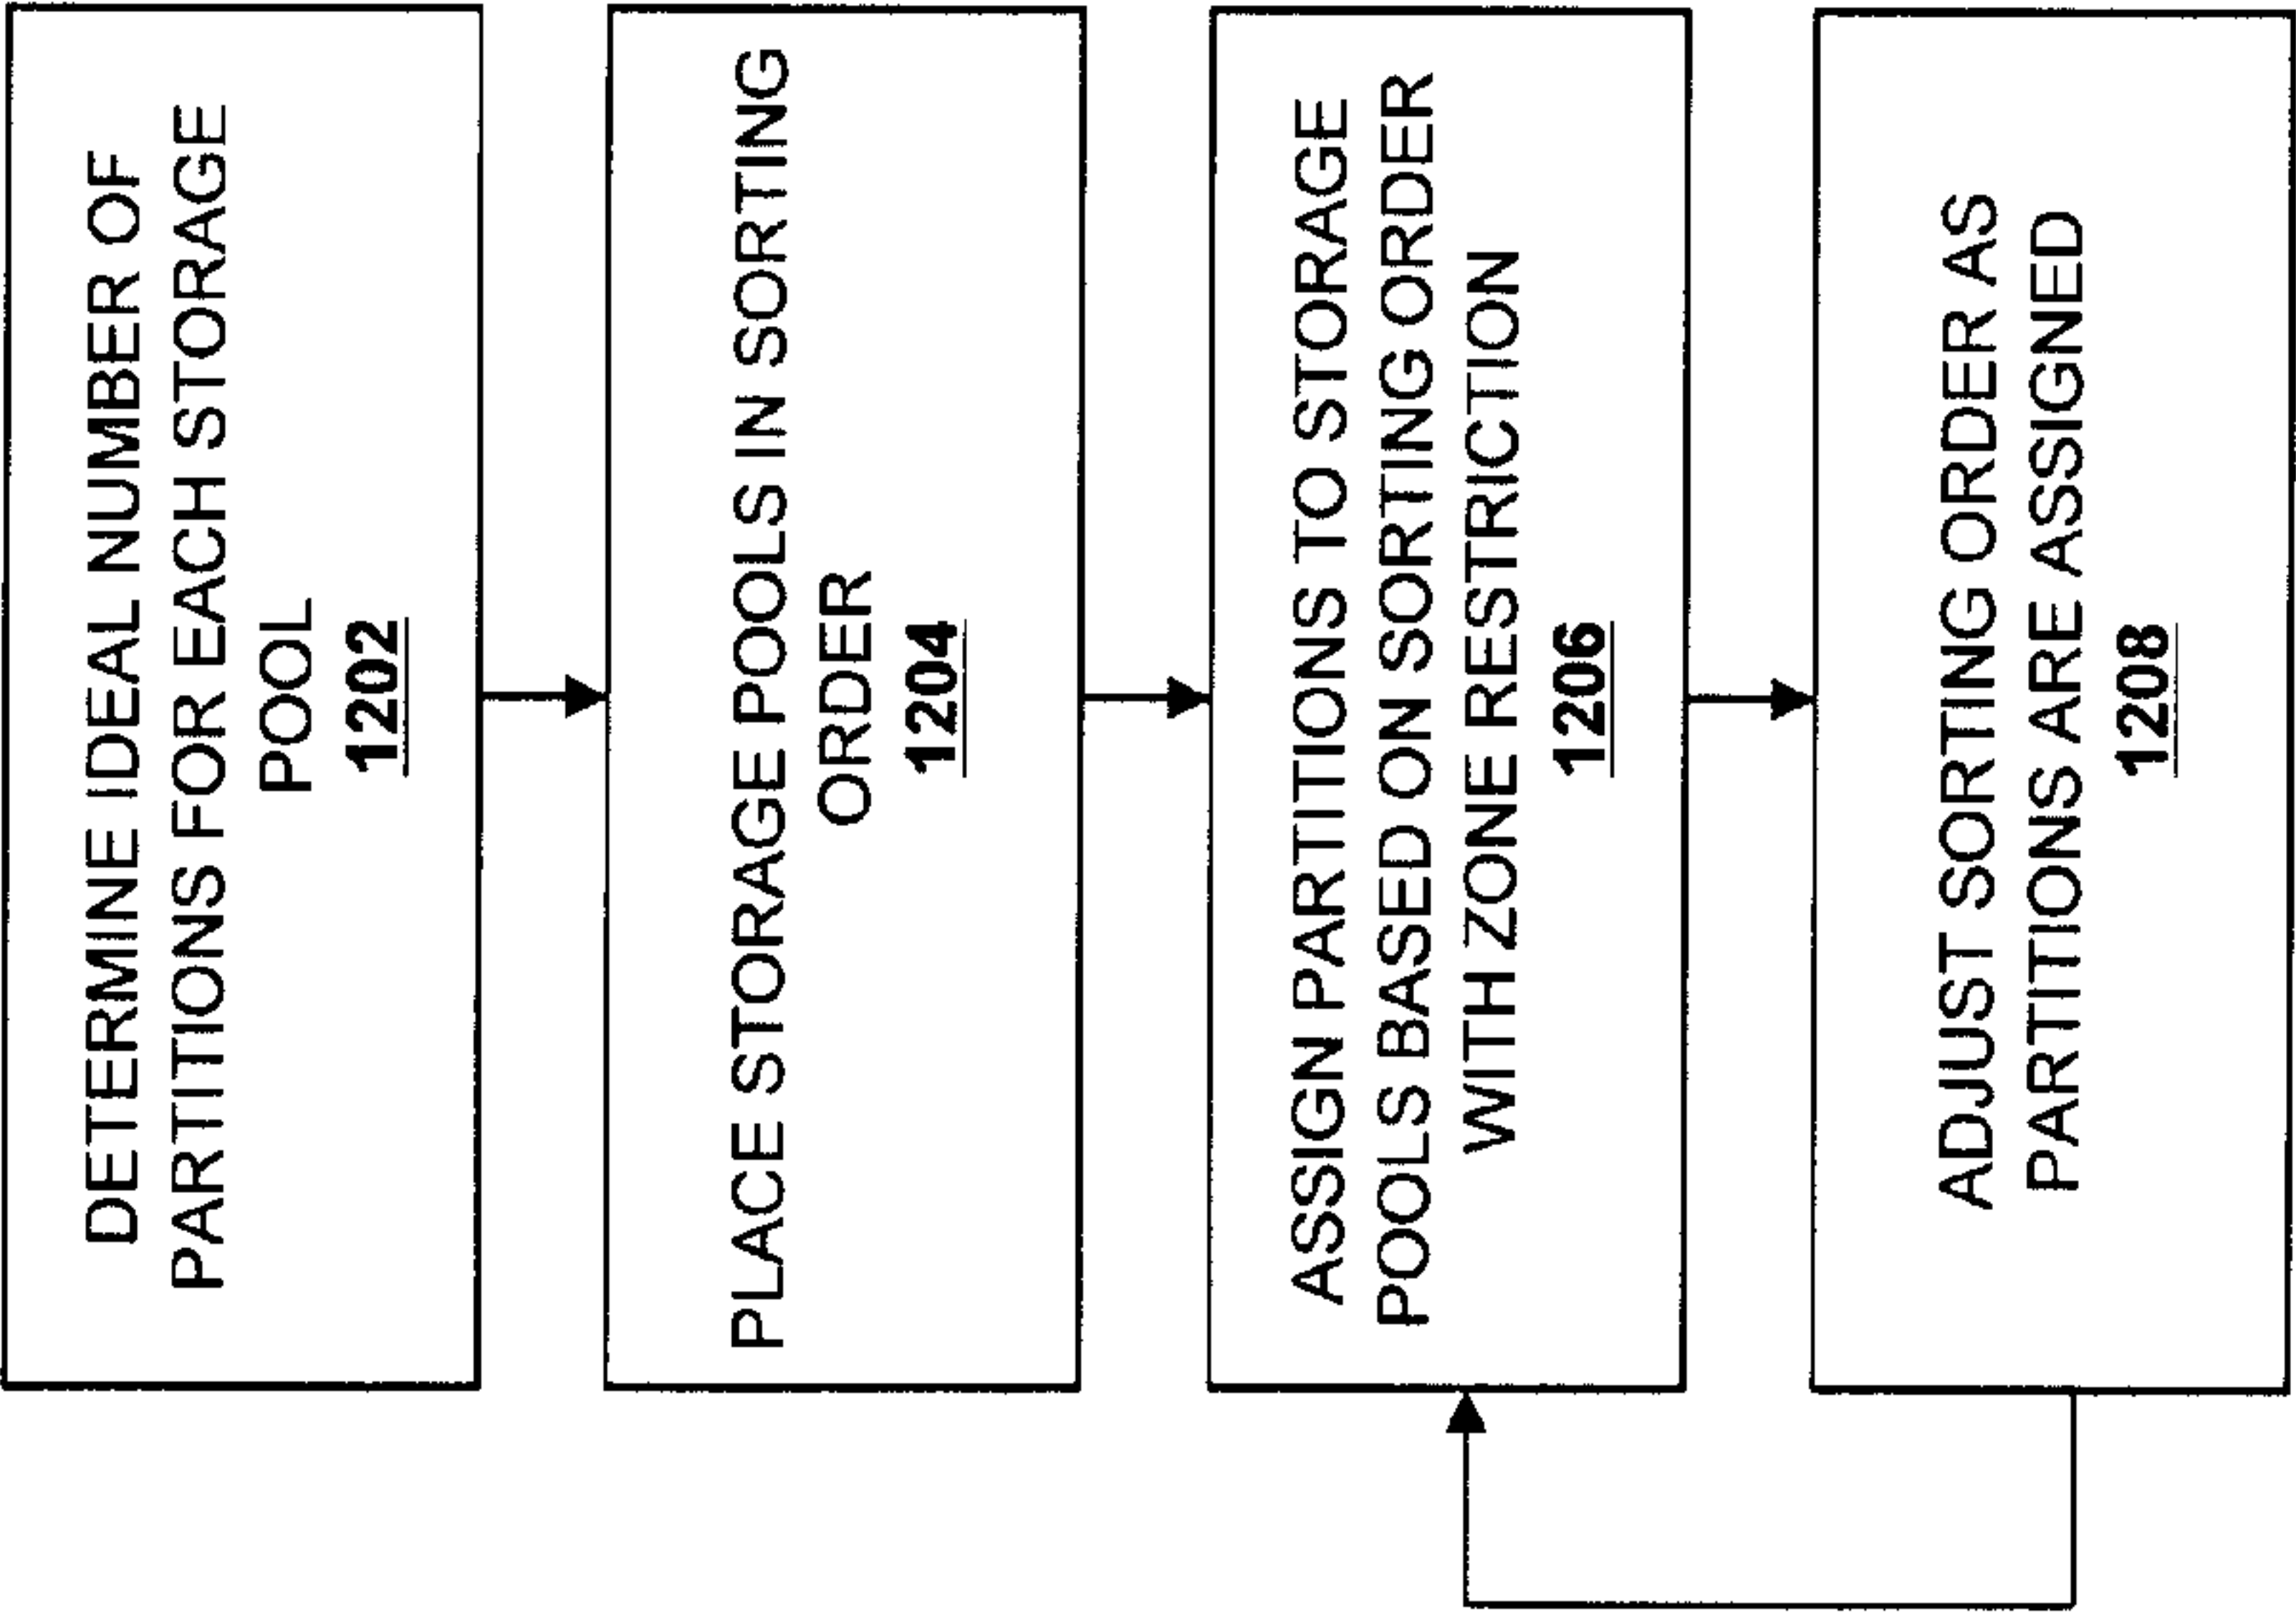 DETERMINE IDEAL NUMBER OF
PARTITIONS FOR EACH STORAGE
POOL
1202
PLACE STORAGE POOLS IN SORTING
ORDER
1204
ASSIGN PARTITIONS TO STORAGE
POOLS BASED ON SORTING ORDER
WITH ZONE RESTRICTION
1206
ADJUST SORTING ORDER AS
PARTITIONS ARE ASSIGNED
1208